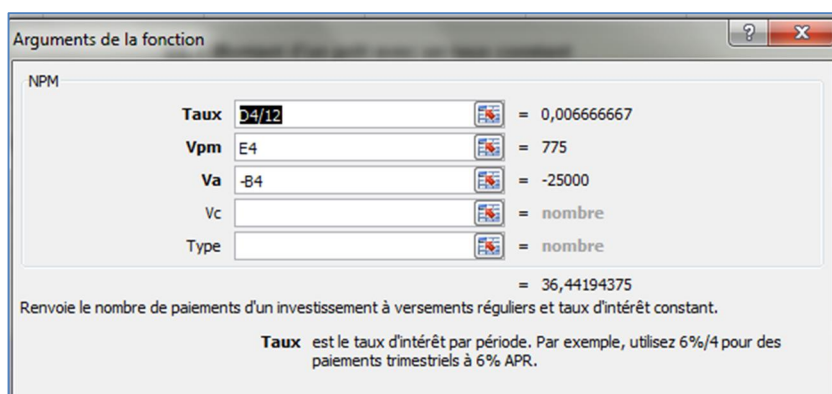 Arguments de la fonction
NPM
Taux D4/12 = 0,006666667
Vpm E4 = 775
Va -B4 = -25000
Vc = nombre
Type = nombre
= 36,44194375
Renvoie le nombre de paiements d'un investissement à versements réguliers et taux d'intérêt constant.
Taux est le taux d'intérêt par période. Par exemple, utilisez 6%/4 pour des
paiements trimestriels à 6% APR.